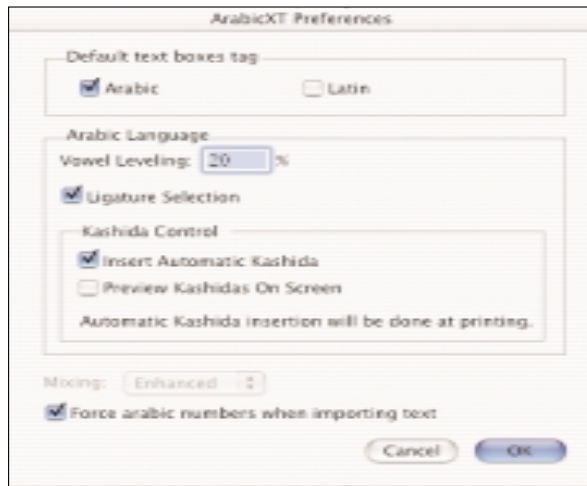 ArabicXT Preferences
Default text boxes tag
Arabic Latin
Arabic Language
Vowel Leveling: 20 %
Ligature Selection
Kashida Control
Insert Automatic Kashida
Preview Kashidas On Screen
Automatic Kashida insertion will be done at printing.
Mixing: Enhanced
Force arabic numbers when importing text
Cancel OK